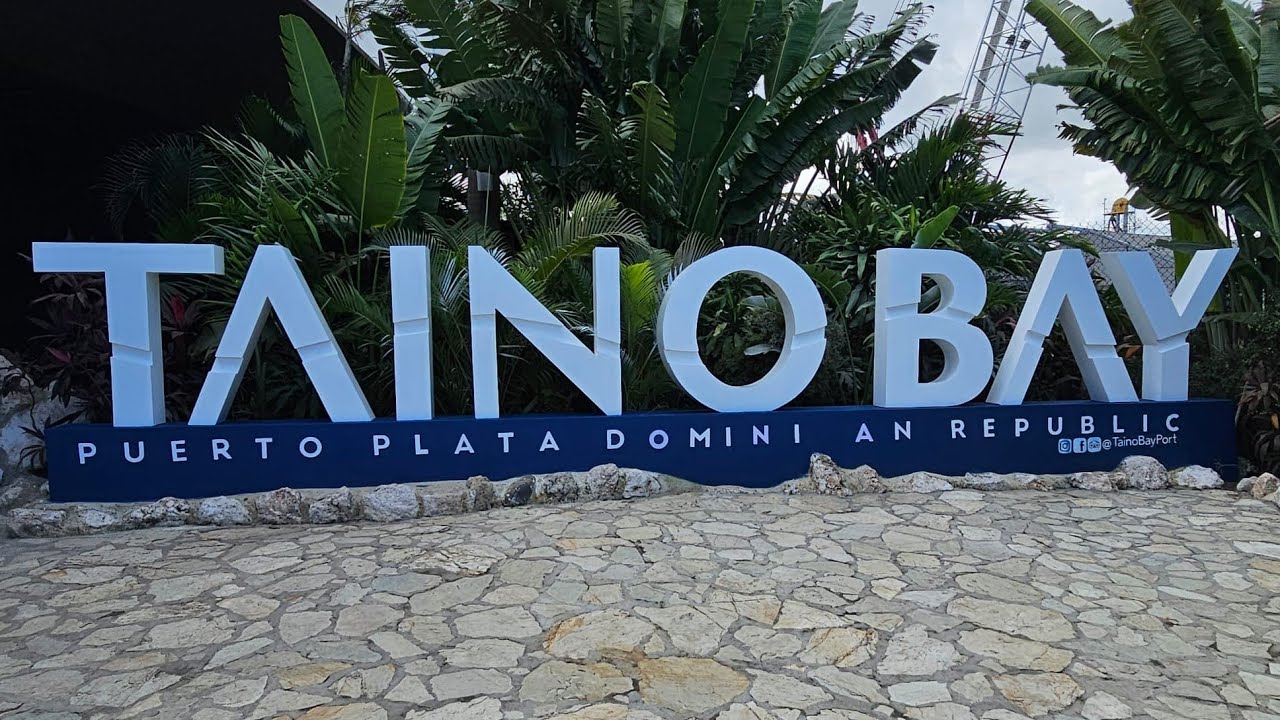 TAINO BAY
PUERTO PLATA DOMINI AN REPUBLIC
@TainoBayPort